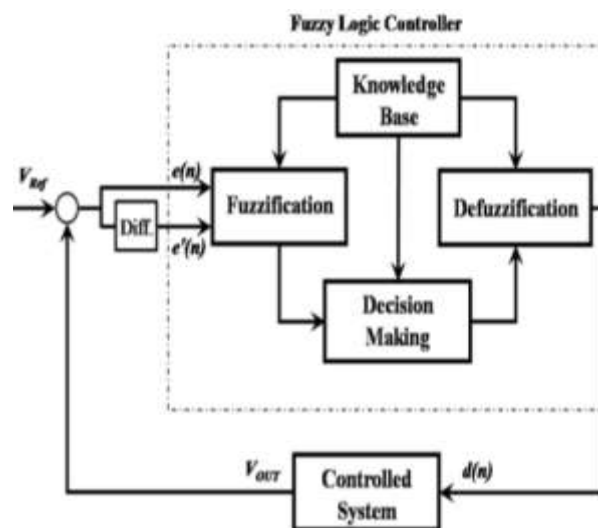 Fuzzy Logic Controller
Knowledge
Base
V_Ref
e(n)
Fuzzification
Defuzzification
Diff.
e'(n)
Decision
Making
V_OUT
Controlled
System
d(n)